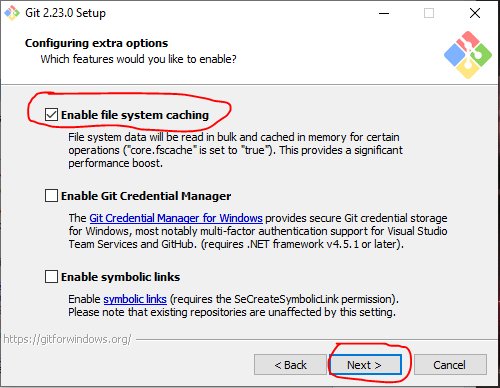 Git 2.23.0 Setup
Configuring extra options
Which features would you like to enable?
Enable file system caching
File system data will be read in bulk and cached in memory for certain
operations ("core.fscache" is set to "true"). This provides a significant
performance boost.
Enable Git Credential Manager
The Git Credential Manager for Windows provides secure Git credential storage
for Windows, most notably multi-factor authentication support for Visual Studio
Team Services and GitHub. (requires .NET framework v4.5.1 or later).
Enable symbolic links
Enable symbolic links (requires the SeCreateSymbolicLink permission).
Please note that existing repositories are unaffected by this setting.
https://gitforwindows.org/
< Back
Next >
Cancel